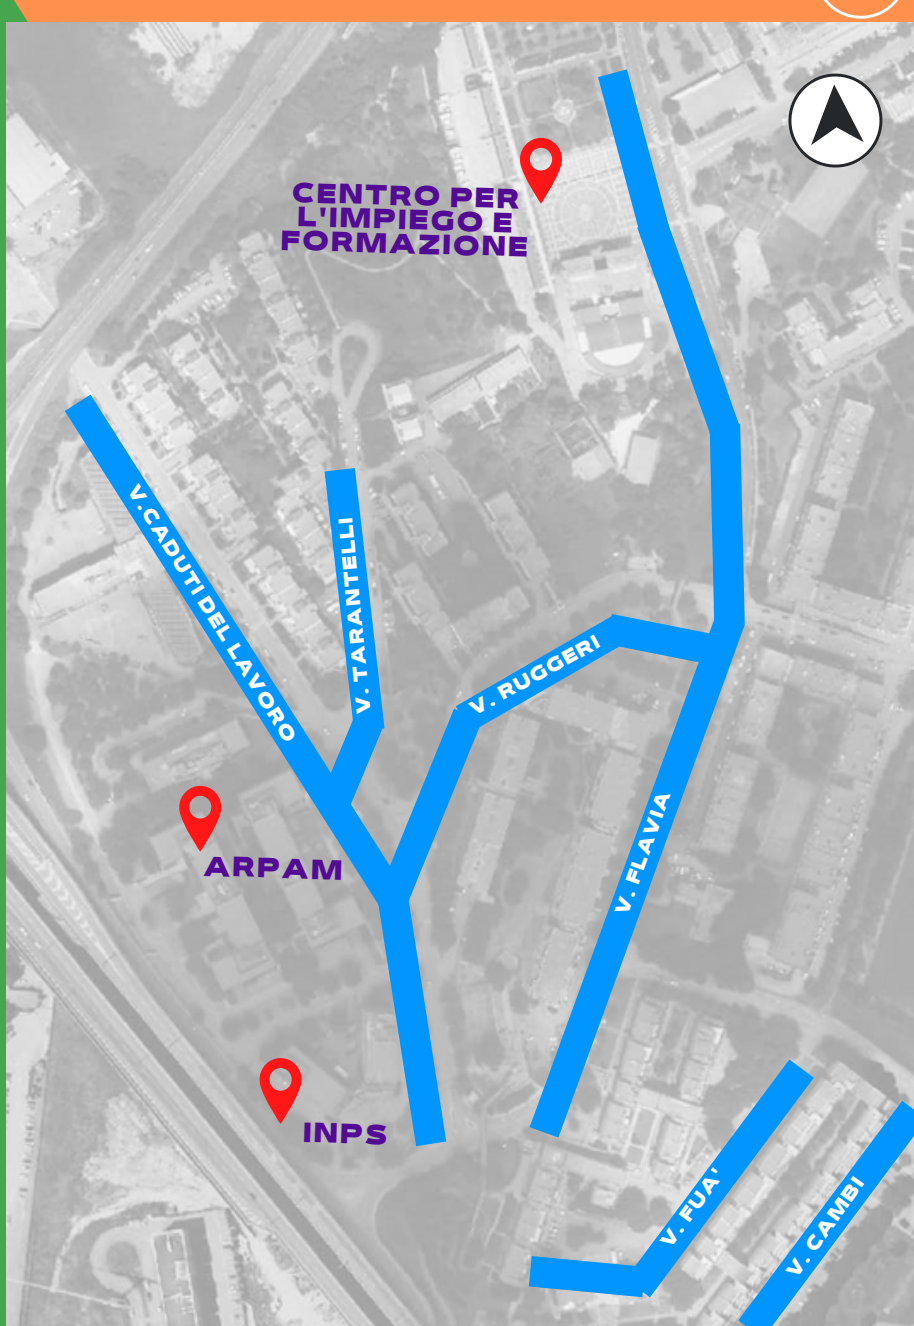 CENTRO PER
L'IMPIEGO E
FORMAZIONE
V.CADUTI DEL LAVORO
V. TARANTELLI
V. RUGGERI
V. FLAVIA
ARPAM
INPS
V. FUA'
V. CAMBI